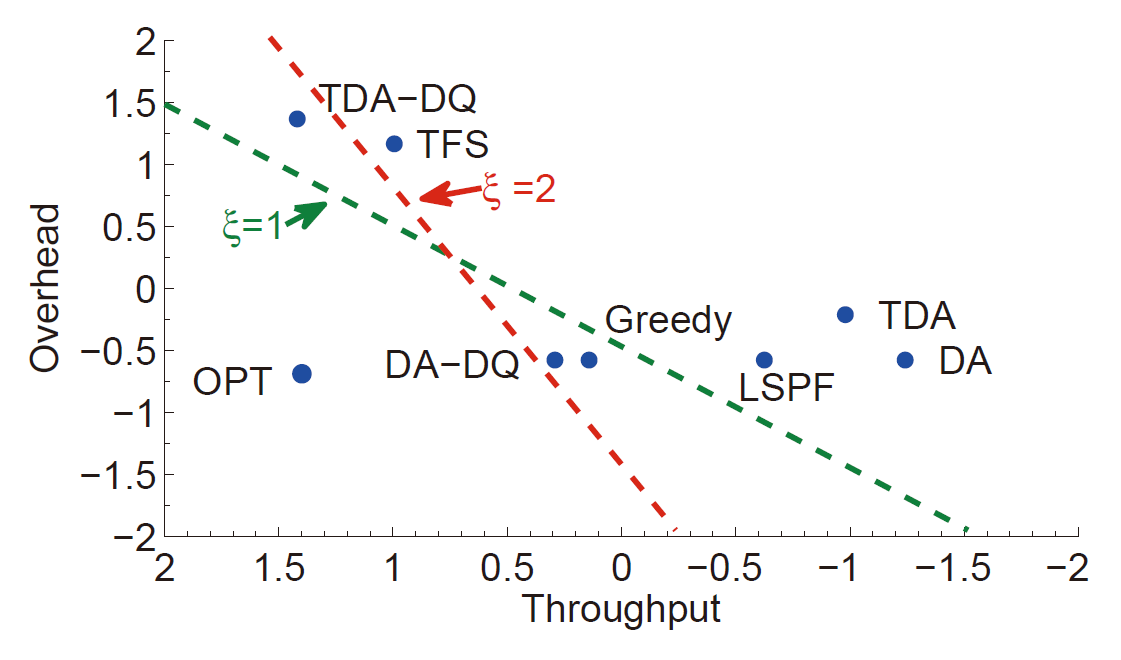 2
TDA−DQ
1.5
TFS
1
ξ =2
ξ=1
0.5
Overhead
0
Greedy
TDA
−0.5
DA−DQ
DA
OPT
LSPF
−1
−1.5
−2
2 1.5 1 0.5 0 −0.5 −1 −1.5 −2
Throughput